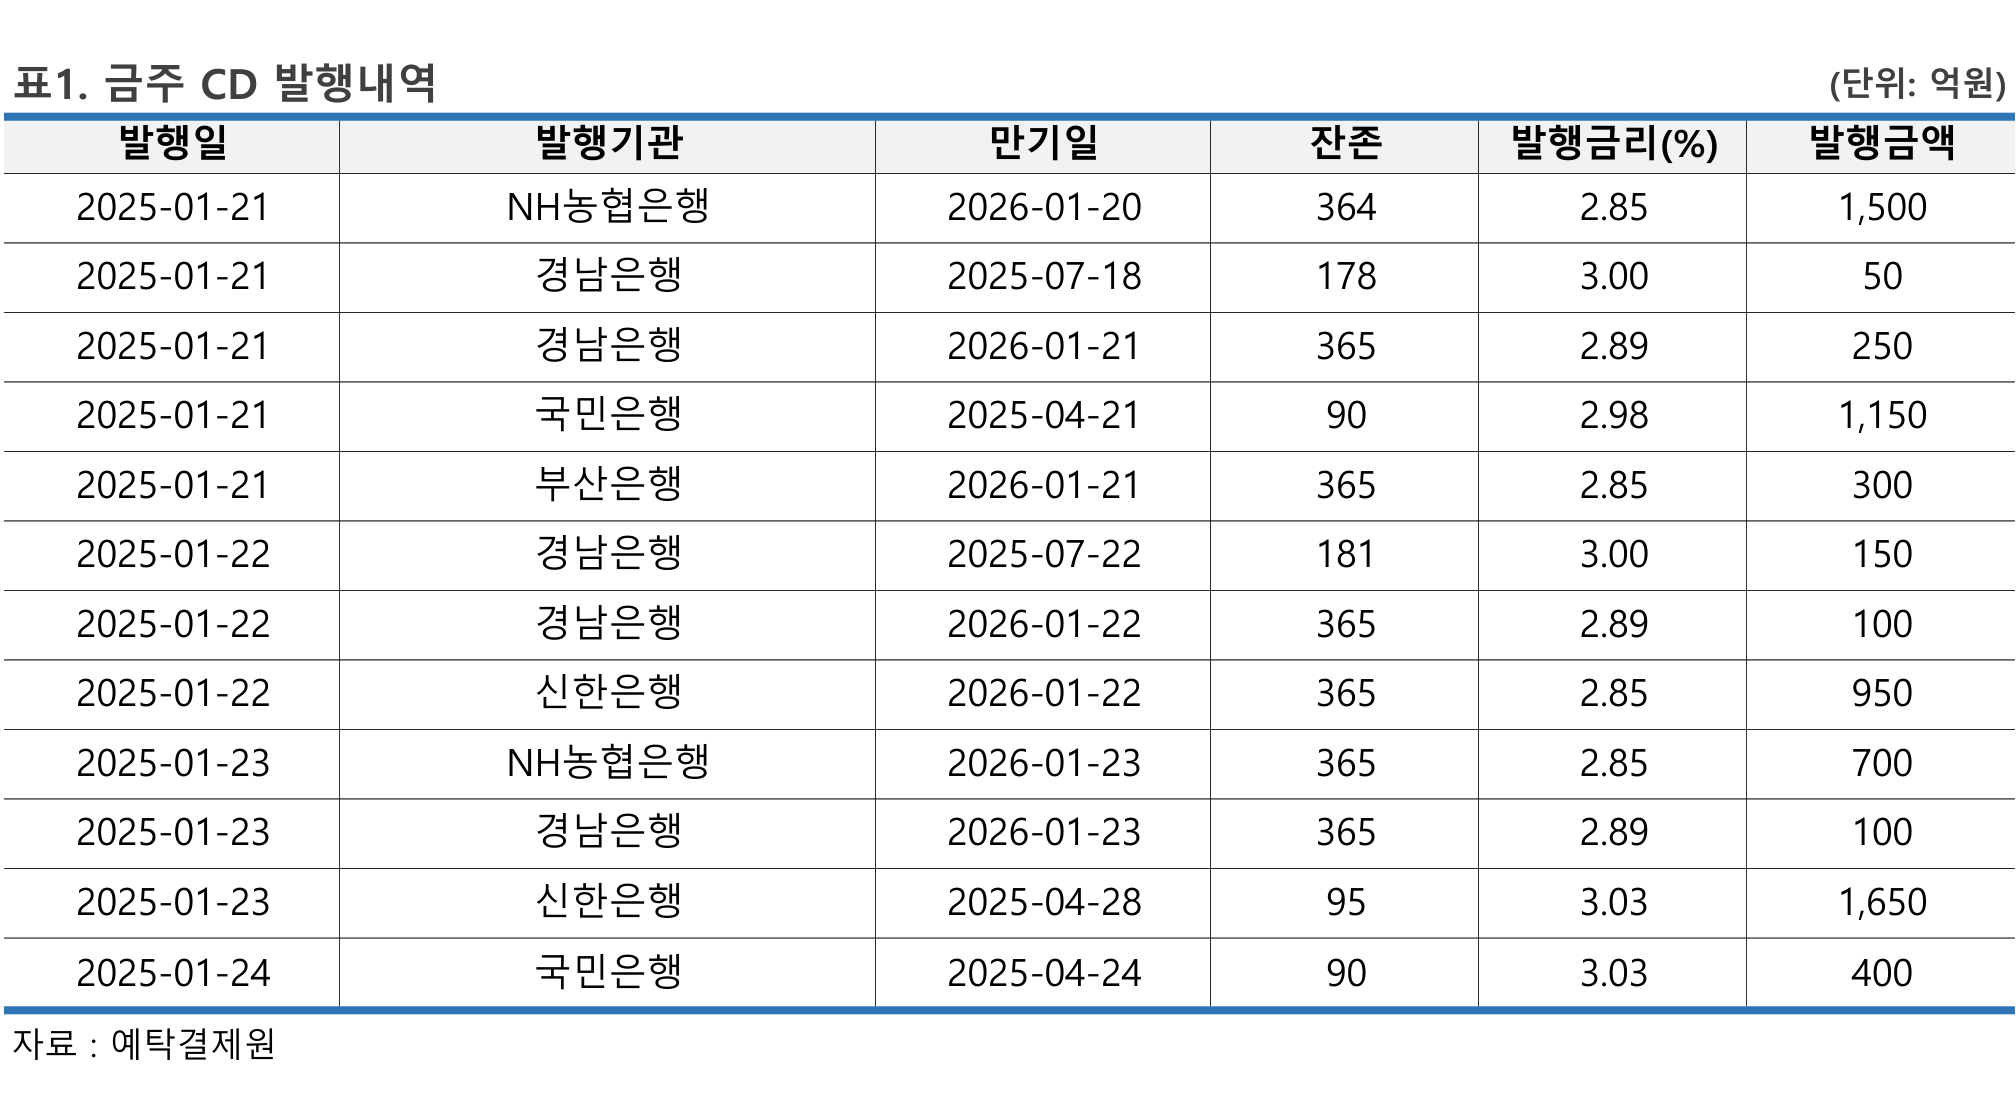 표1. 금주 CD 발행내역 (단위: 억원)
발행일 발행기관 만기일 잔존 발행금리(%) 발행금액
2025-01-21 NH농협은행 2026-01-20 364 2.85 1,500
2025-01-21 경남은행 2025-07-18 178 3.00 50
2025-01-21 경남은행 2026-01-21 365 2.89 250
2025-01-21 국민은행 2025-04-21 90 2.98 1,150
2025-01-21 부산은행 2026-01-21 365 2.85 300
2025-01-22 경남은행 2025-07-22 181 3.00 150
2025-01-22 경남은행 2026-01-22 365 2.89 100
2025-01-22 신한은행 2026-01-22 365 2.85 950
2025-01-23 NH농협은행 2026-01-23 365 2.85 700
2025-01-23 경남은행 2026-01-23 365 2.89 100
2025-01-23 신한은행 2025-04-28 95 3.03 1,650
2025-01-24 국민은행 2025-04-24 90 3.03 400
자료 : 예탁결제원